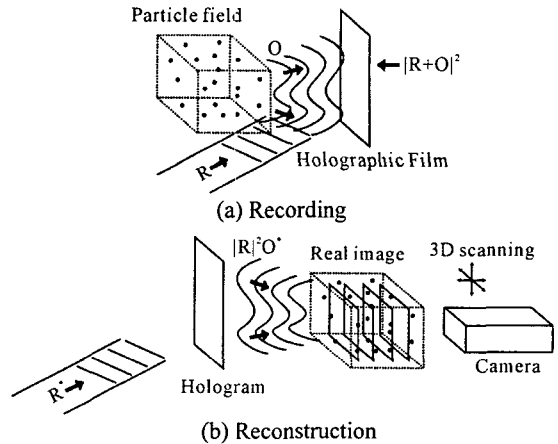 Particle field
O
|R+O|²
R
Holographic Film
(a) Recording
|R|²O*
Real image
3D scanning
R*
Hologram
Camera
(b) Reconstruction